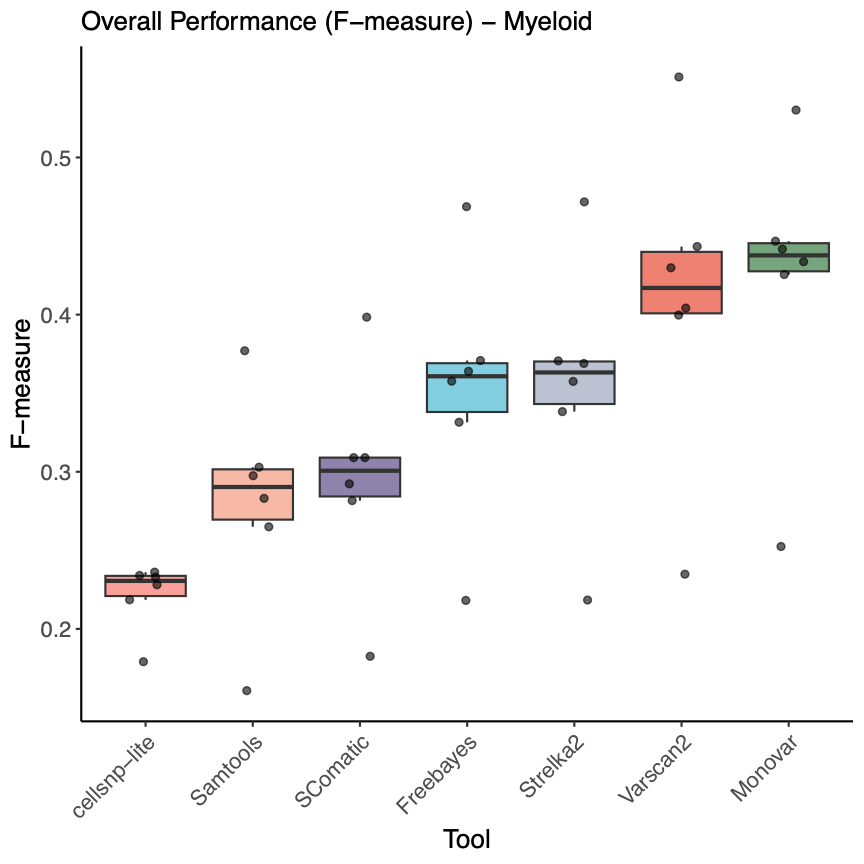 Overall Performance (F−measure) − Myeloid
F−measure
0.5
0.4
0.3
0.2
cellsnp−lite
Samtools
SComatic
Freebayes
Strelka2
Varscan2
Monovar
Tool